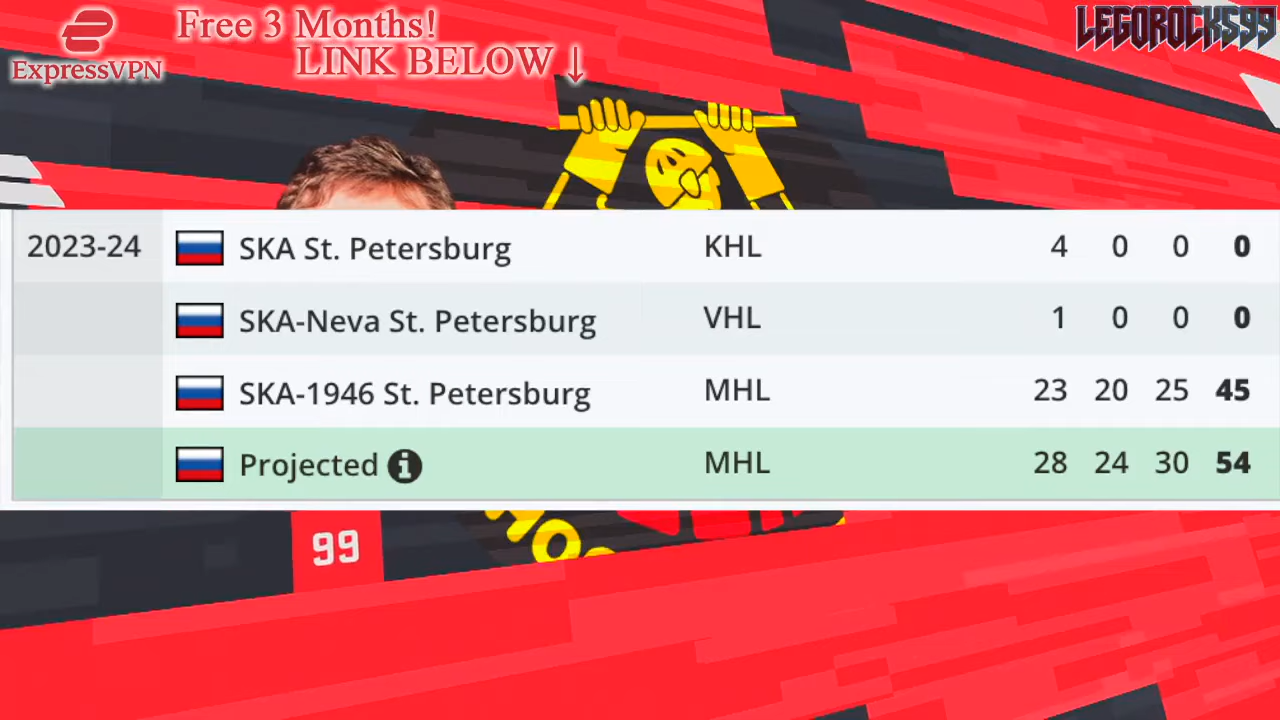 Free 3 Months!
LINK BELOW ↓
ExpressVPN
LEGOROCKS99
2023-24 SKA St. Petersburg KHL 4 0 0 0
SKA-Neva St. Petersburg VHL 1 0 0 0
SKA-1946 St. Petersburg MHL 23 20 25 45
Projected MHL 28 24 30 54
99